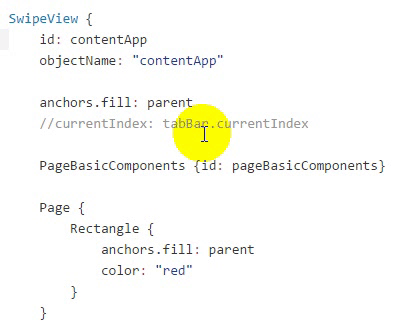 SwipeView {
id: contentApp
objectName: "contentApp"
anchors.fill: parent
//currentIndex: tabBar.currentIndex
PageBasicComponents {id: pageBasicComponents}
Page {
Rectangle {
anchors.fill: parent
color: "red"
}
}